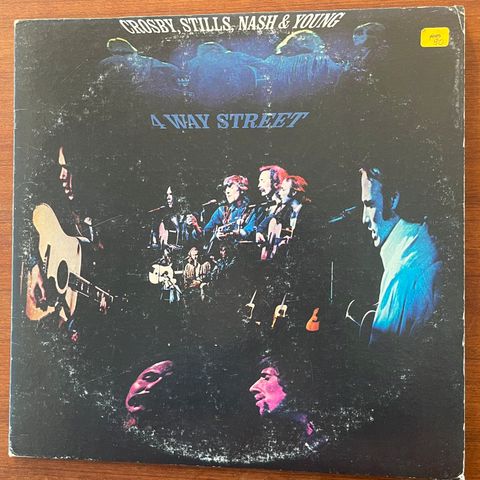 CROSBY, STILLS, NASH & YOUNG
4 WAY STREET